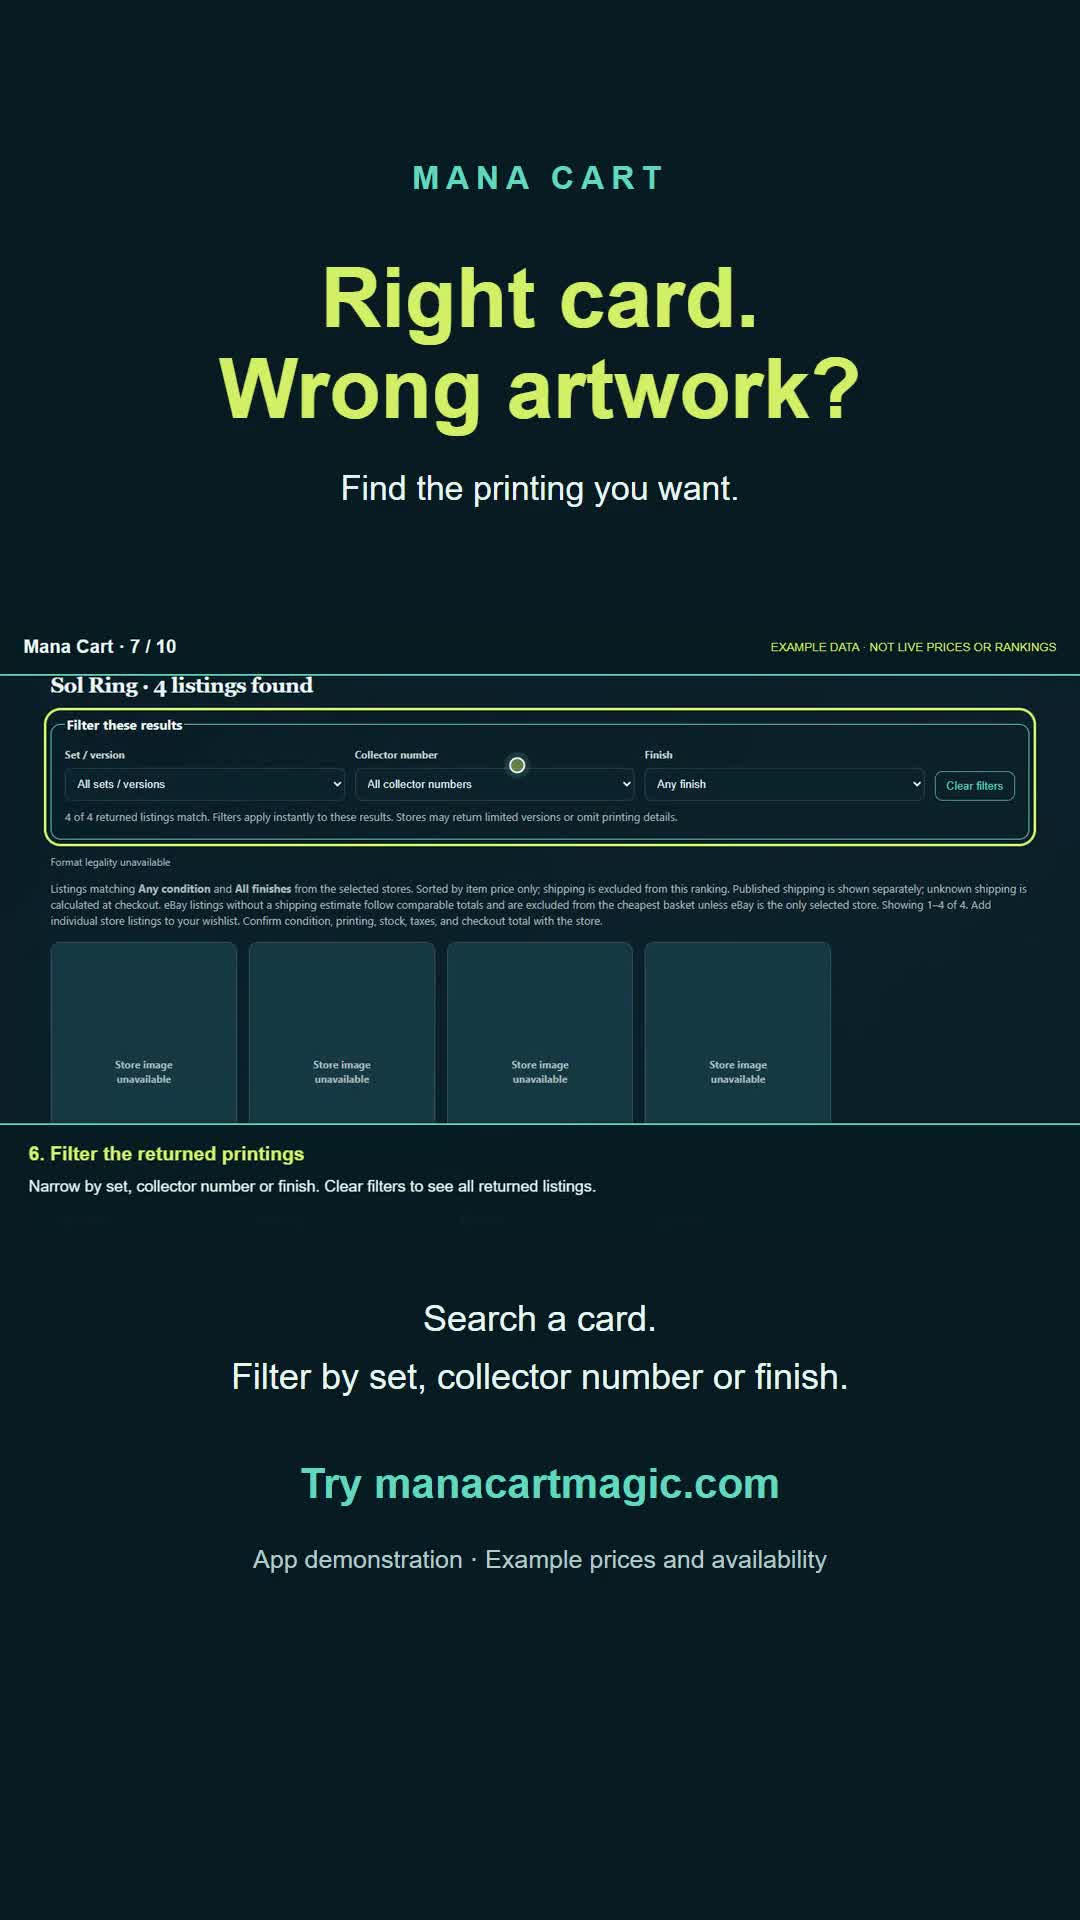 MANA CART
Right card.
Wrong artwork?
Find the printing you want.
Mana Cart · 7 / 10
EXAMPLE DATA · NOT LIVE PRICES OR RANKINGS
Sol Ring · 4 listings found
Filter these results
Set / version
Collector number
Finish
All sets / versions
All collector numbers
Any finish
Clear filters
4 of 4 returned listings match. Filters apply instantly to these results. Stores may return limited versions or omit printing details.
Format legality unavailable
Listings matching Any condition and All finishes from the selected stores. Sorted by item price only; shipping is excluded from this ranking. Published shipping is shown separately; unknown shipping is
calculated at checkout. eBay listings without a shipping estimate follow comparable totals and are excluded from the cheapest basket unless eBay is the only selected store. Showing 1–4 of 4. Add
individual store listings to your wishlist. Confirm condition, printing, stock, taxes, and checkout total with the store.
Store image
unavailable
Store image
unavailable
Store image
unavailable
Store image
unavailable
6. Filter the returned printings
Narrow by set, collector number or finish. Clear filters to see all returned listings.
Search a card.
Filter by set, collector number or finish.
Try manacartmagic.com
App demonstration · Example prices and availability